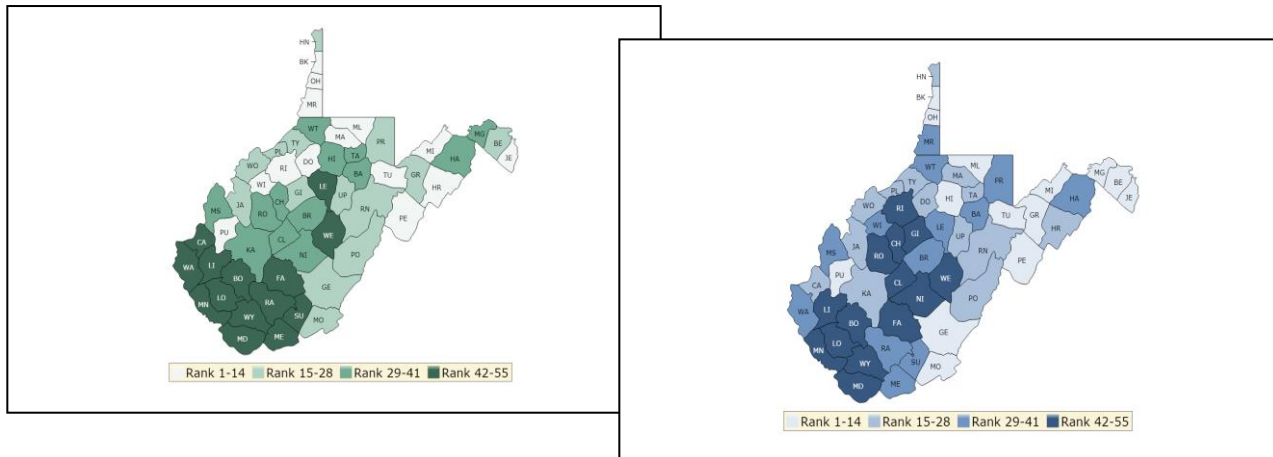 HN
BK
OH
MR
WT
ML
MA
PR
TY
PL
WO
RI
DO
HI
TA
BA
MI
MG
BE
JE
HA
TU
GR
HR
PE
WI
GI
LE
UP
RN
JA
MS
RO
CH
BR
WE
PU
CA
KA
CL
NI
PO
WA
LI
BO
FA
GE
MN
LO
RA
SU
MO
WY
MD
ME
Rank 1-14 Rank 15-28 Rank 29-41 Rank 42-55
HN
BK
OH
MR
WT
ML
MA
PR
TY
PL
WO
RI
DO
HI
TA
BA
MI
MG
BE
JE
HA
TU
GR
HR
PE
WI
GI
LE
UP
RN
JA
MS
RO
CH
BR
WE
PU
CA
KA
CL
NI
PO
WA
LI
BO
FA
GE
MN
LO
RA
SU
MO
WY
MD
ME
Rank 1-14 Rank 15-28 Rank 29-41 Rank 42-55